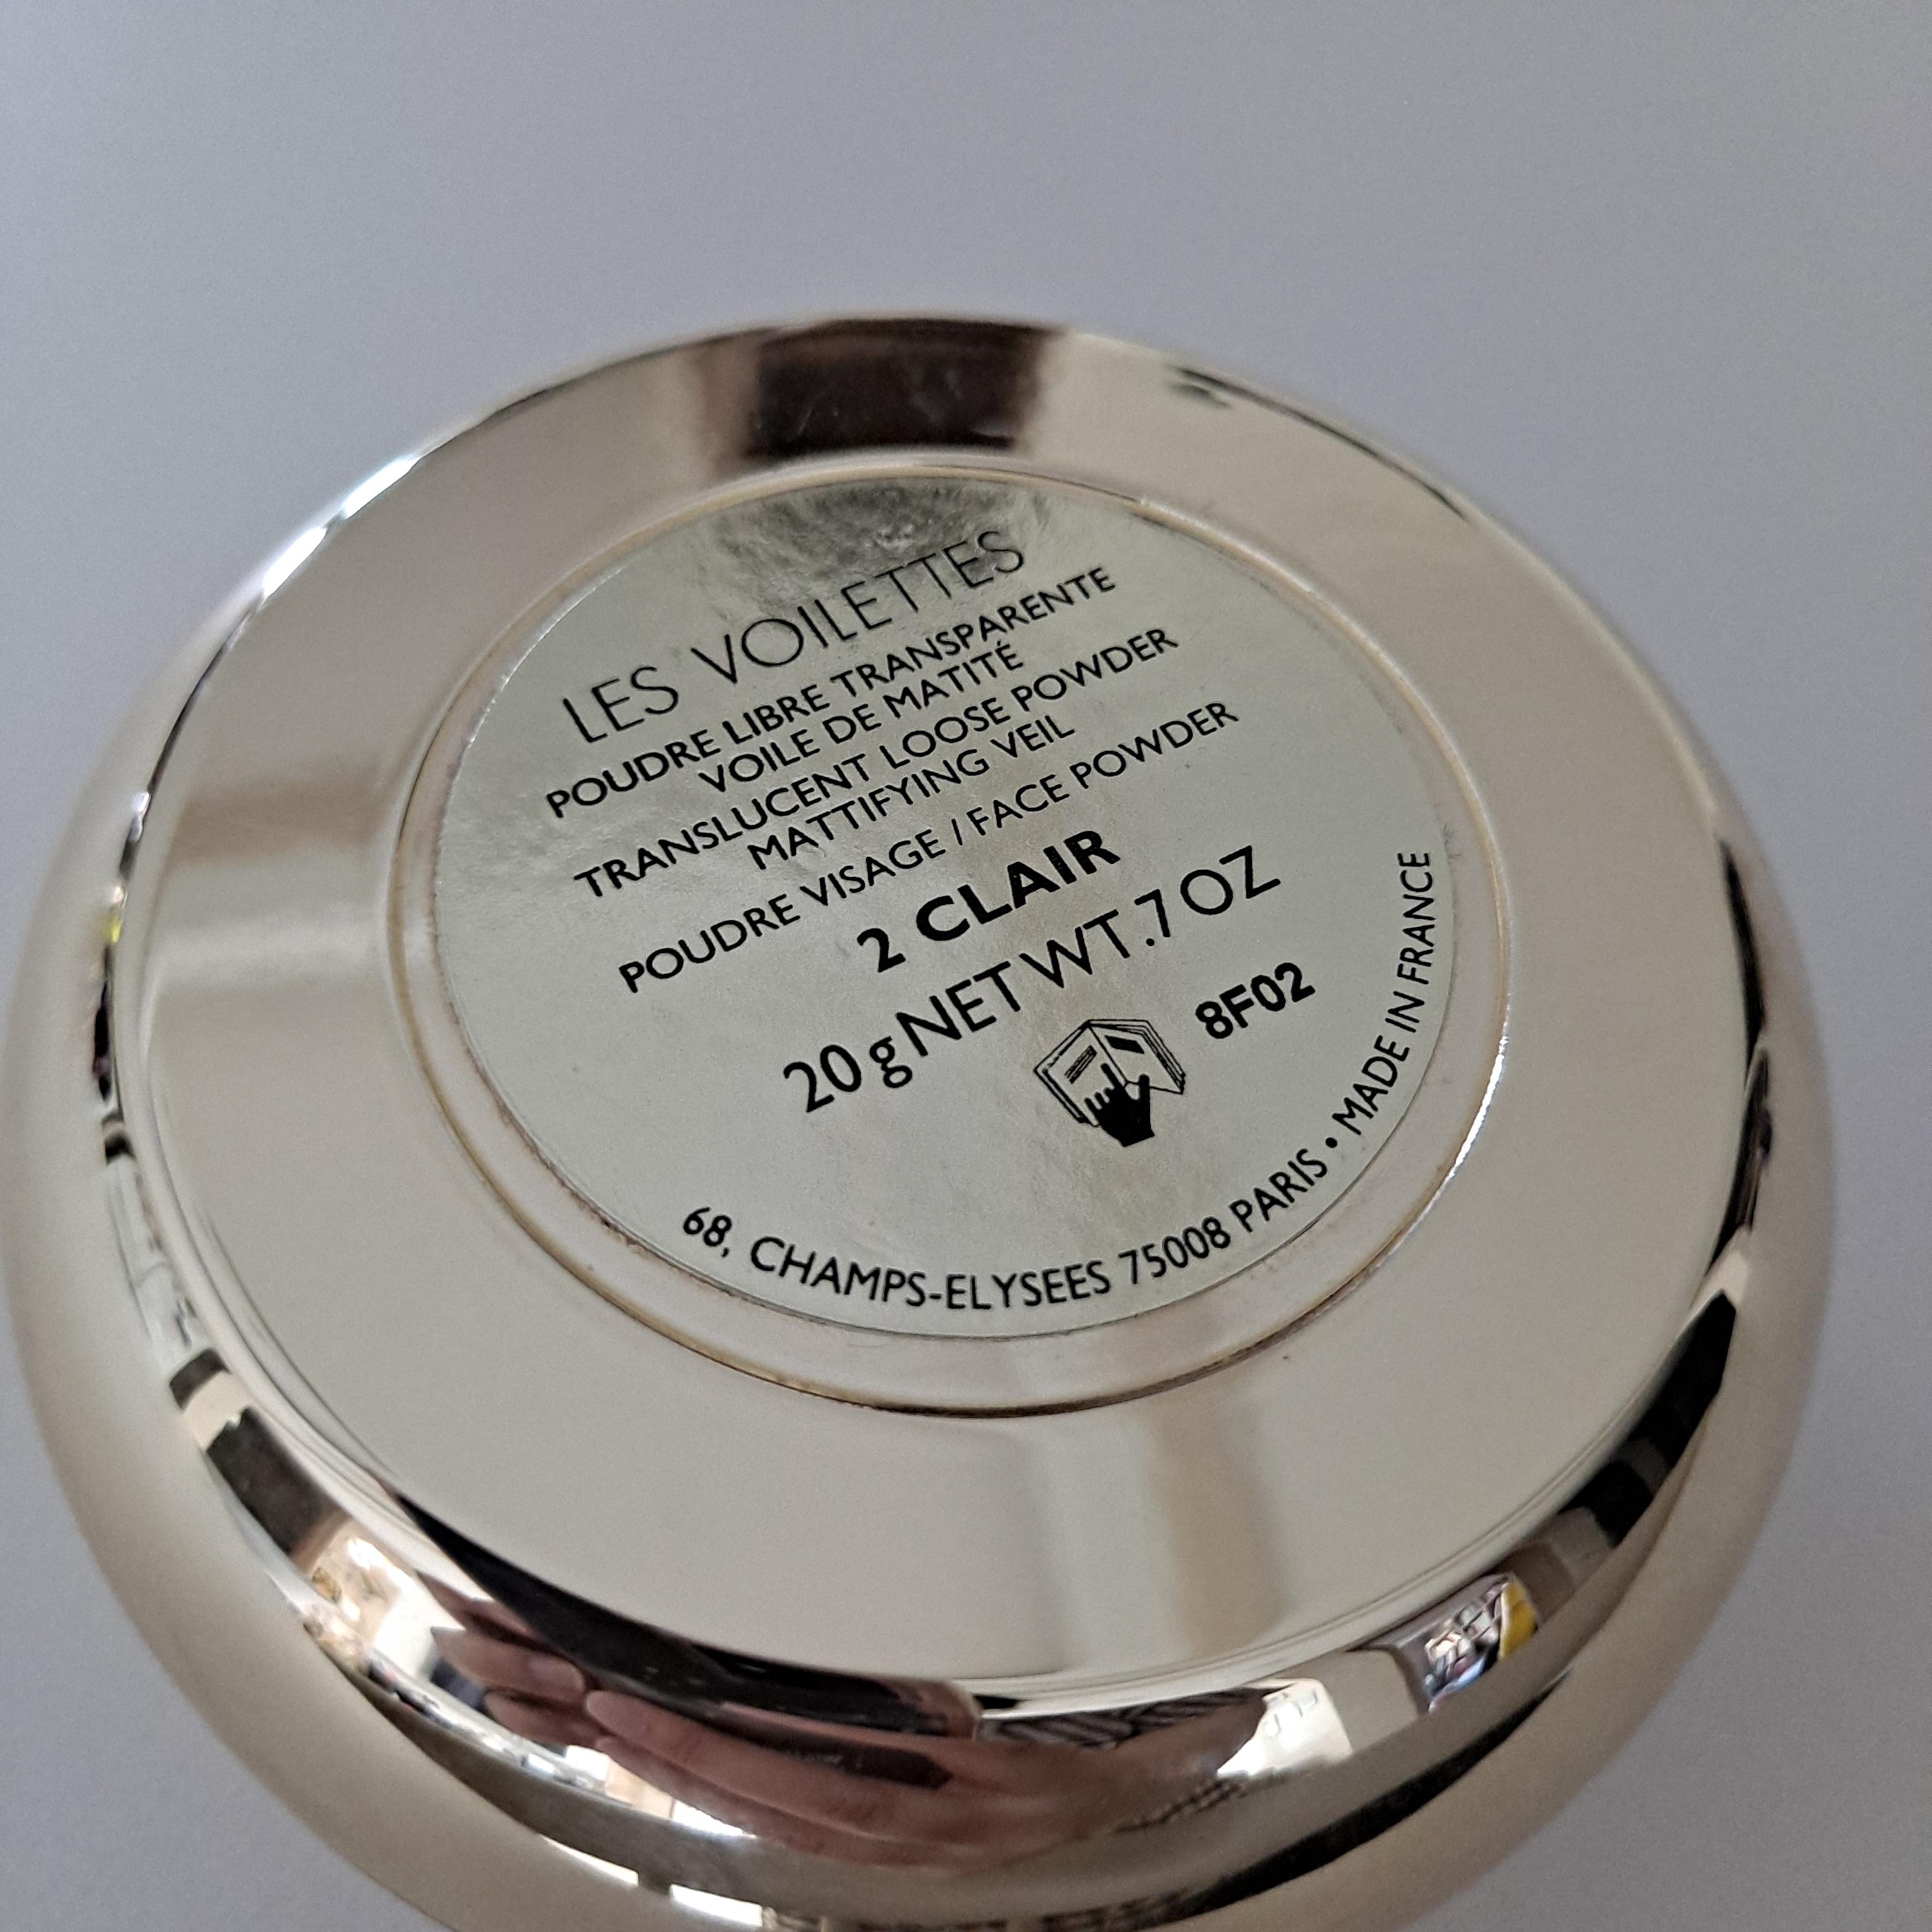 LES VOILETTES
POUDRE LIBRE TRANSPARENTE
VOILE DE MATITÉ
TRANSLUCENT LOOSE POWDER
MATTIFYING VEIL
POUDRE VISAGE / FACE POWDER
2 CLAIR
20 g NET WT. .7 OZ
8F02
68, CHAMPS-ELYSEES 75008 PARIS • MADE IN FRANCE